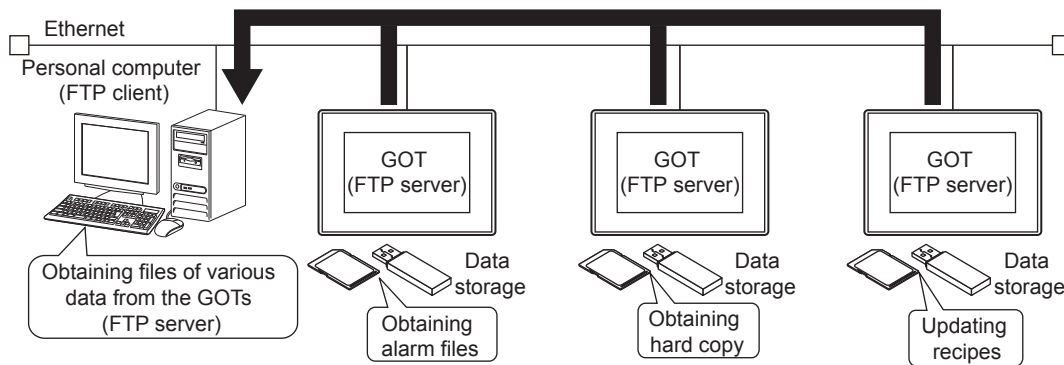 Ethernet
Personal computer
(FTP client)
GOT
(FTP server)
GOT
(FTP server)
GOT
(FTP server)
Obtaining files of various
data from the GOTs
(FTP server)
Data
storage
Obtaining
alarm files
Data
storage
Obtaining
hard copy
Data
storage
Updating
recipes